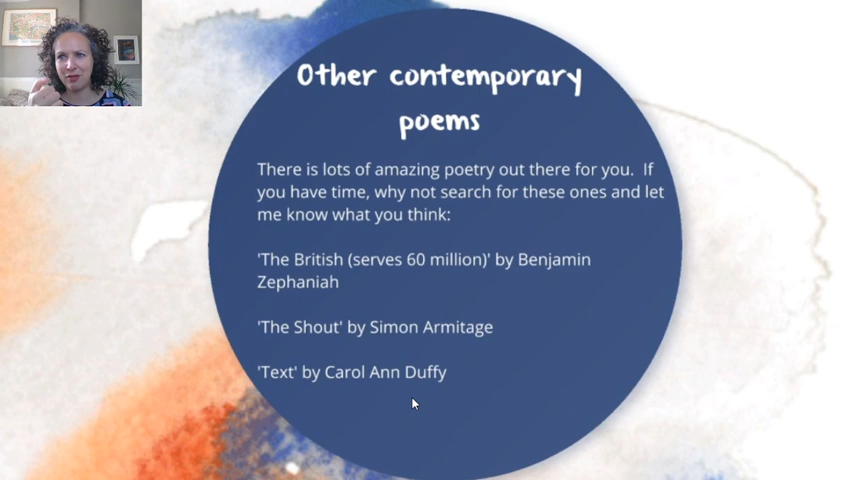 Other contemporary
poems
There is lots of amazing poetry out there for you. If
you have time, why not search for these ones and let
me know what you think:
'The British (serves 60 million)' by Benjamin
Zephaniah
'The Shout' by Simon Armitage
'Text' by Carol Ann Duffy